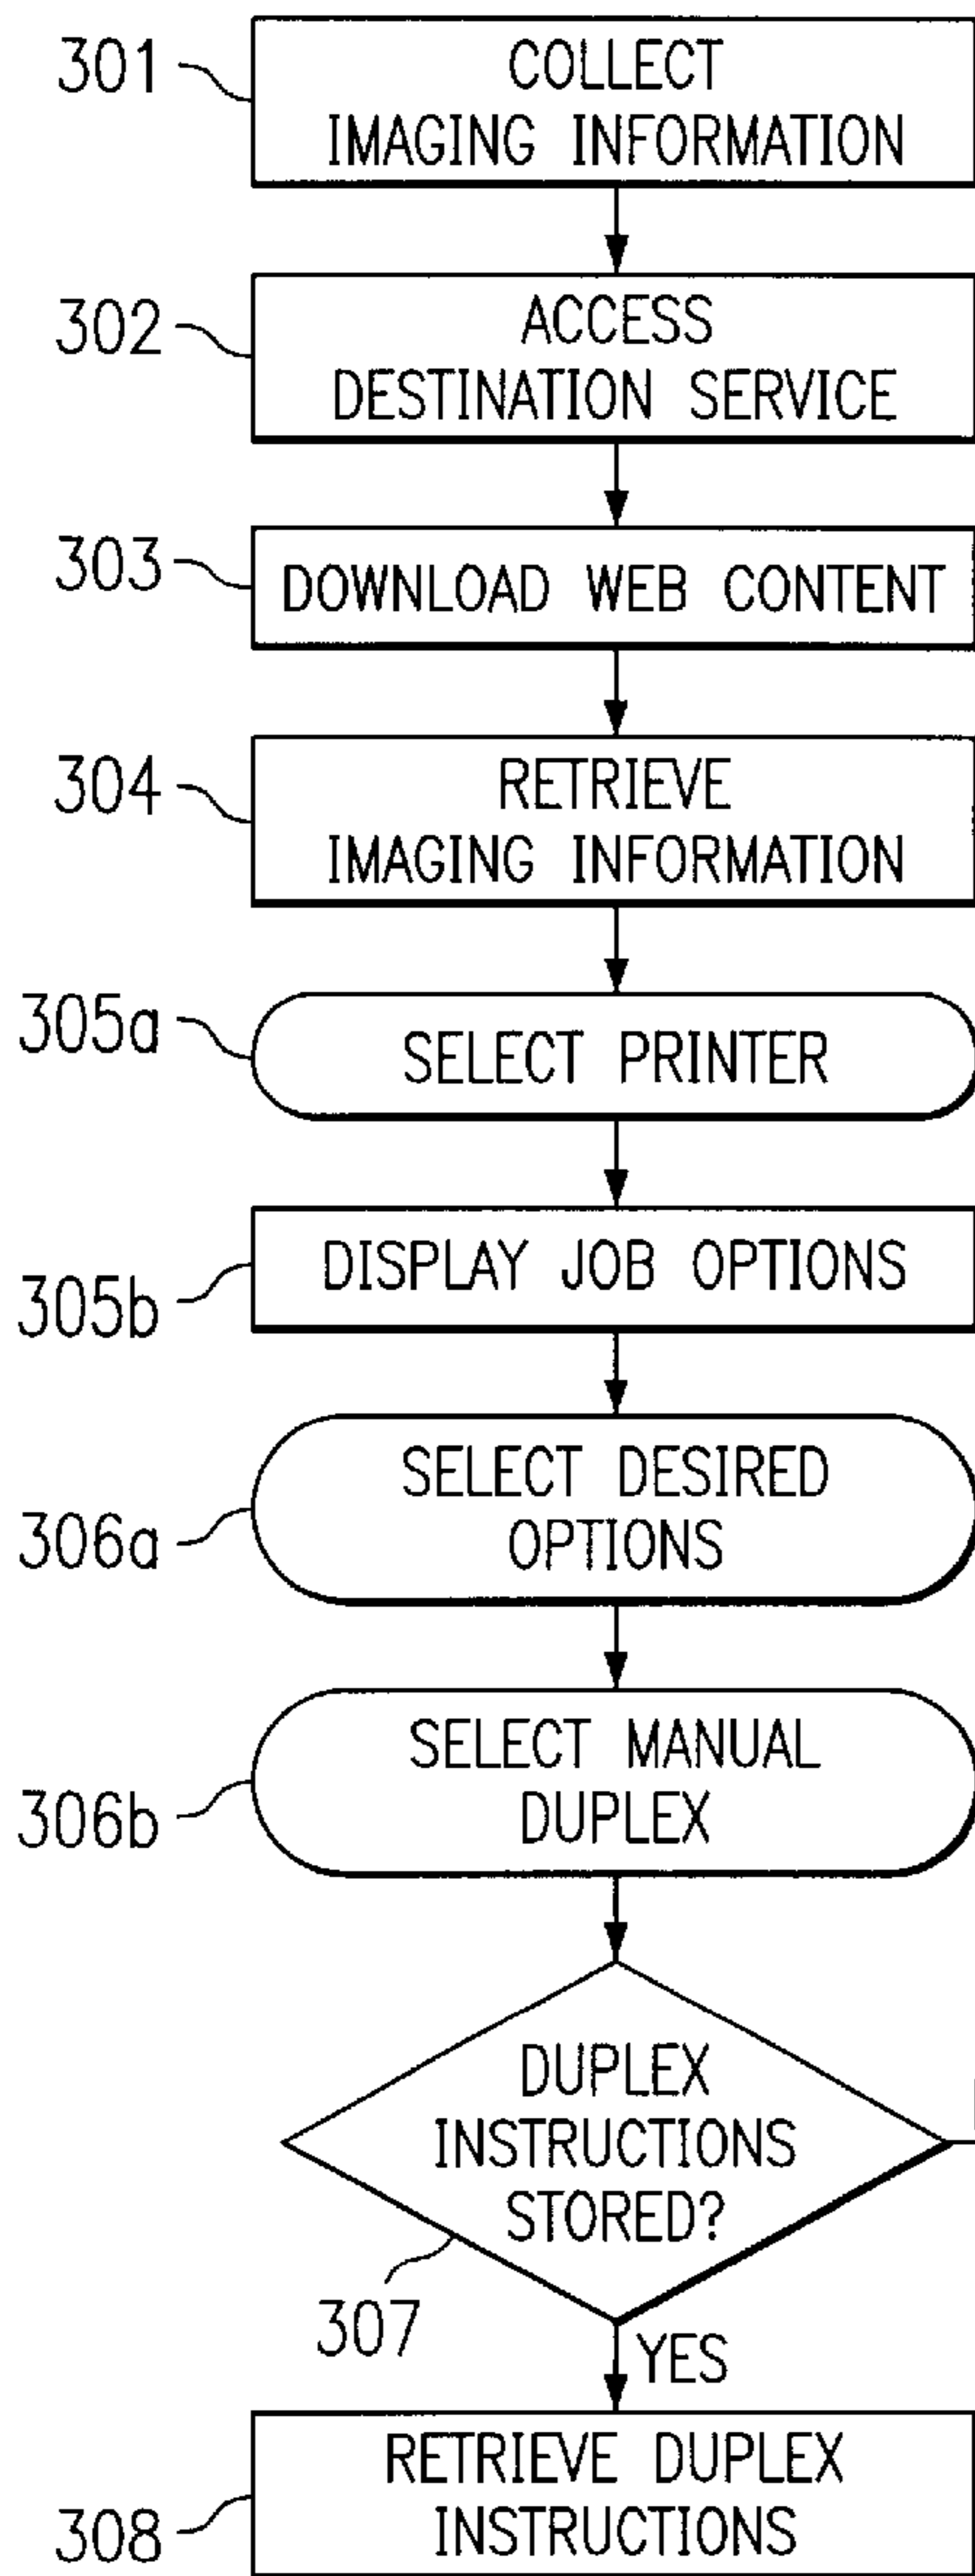 301
COLLECT
IMAGING INFORMATION
302
ACCESS
DESTINATION SERVICE
303
DOWNLOAD WEB CONTENT
304
RETRIEVE
IMAGING INFORMATION
305a
SELECT PRINTER
305b
DISPLAY JOB OPTIONS
306a
SELECT DESIRED
OPTIONS
306b
SELECT MANUAL
DUPLEX
DUPLEX
INSTRUCTIONS
STORED?
307
YES
308
RETRIEVE DUPLEX
INSTRUCTIONS